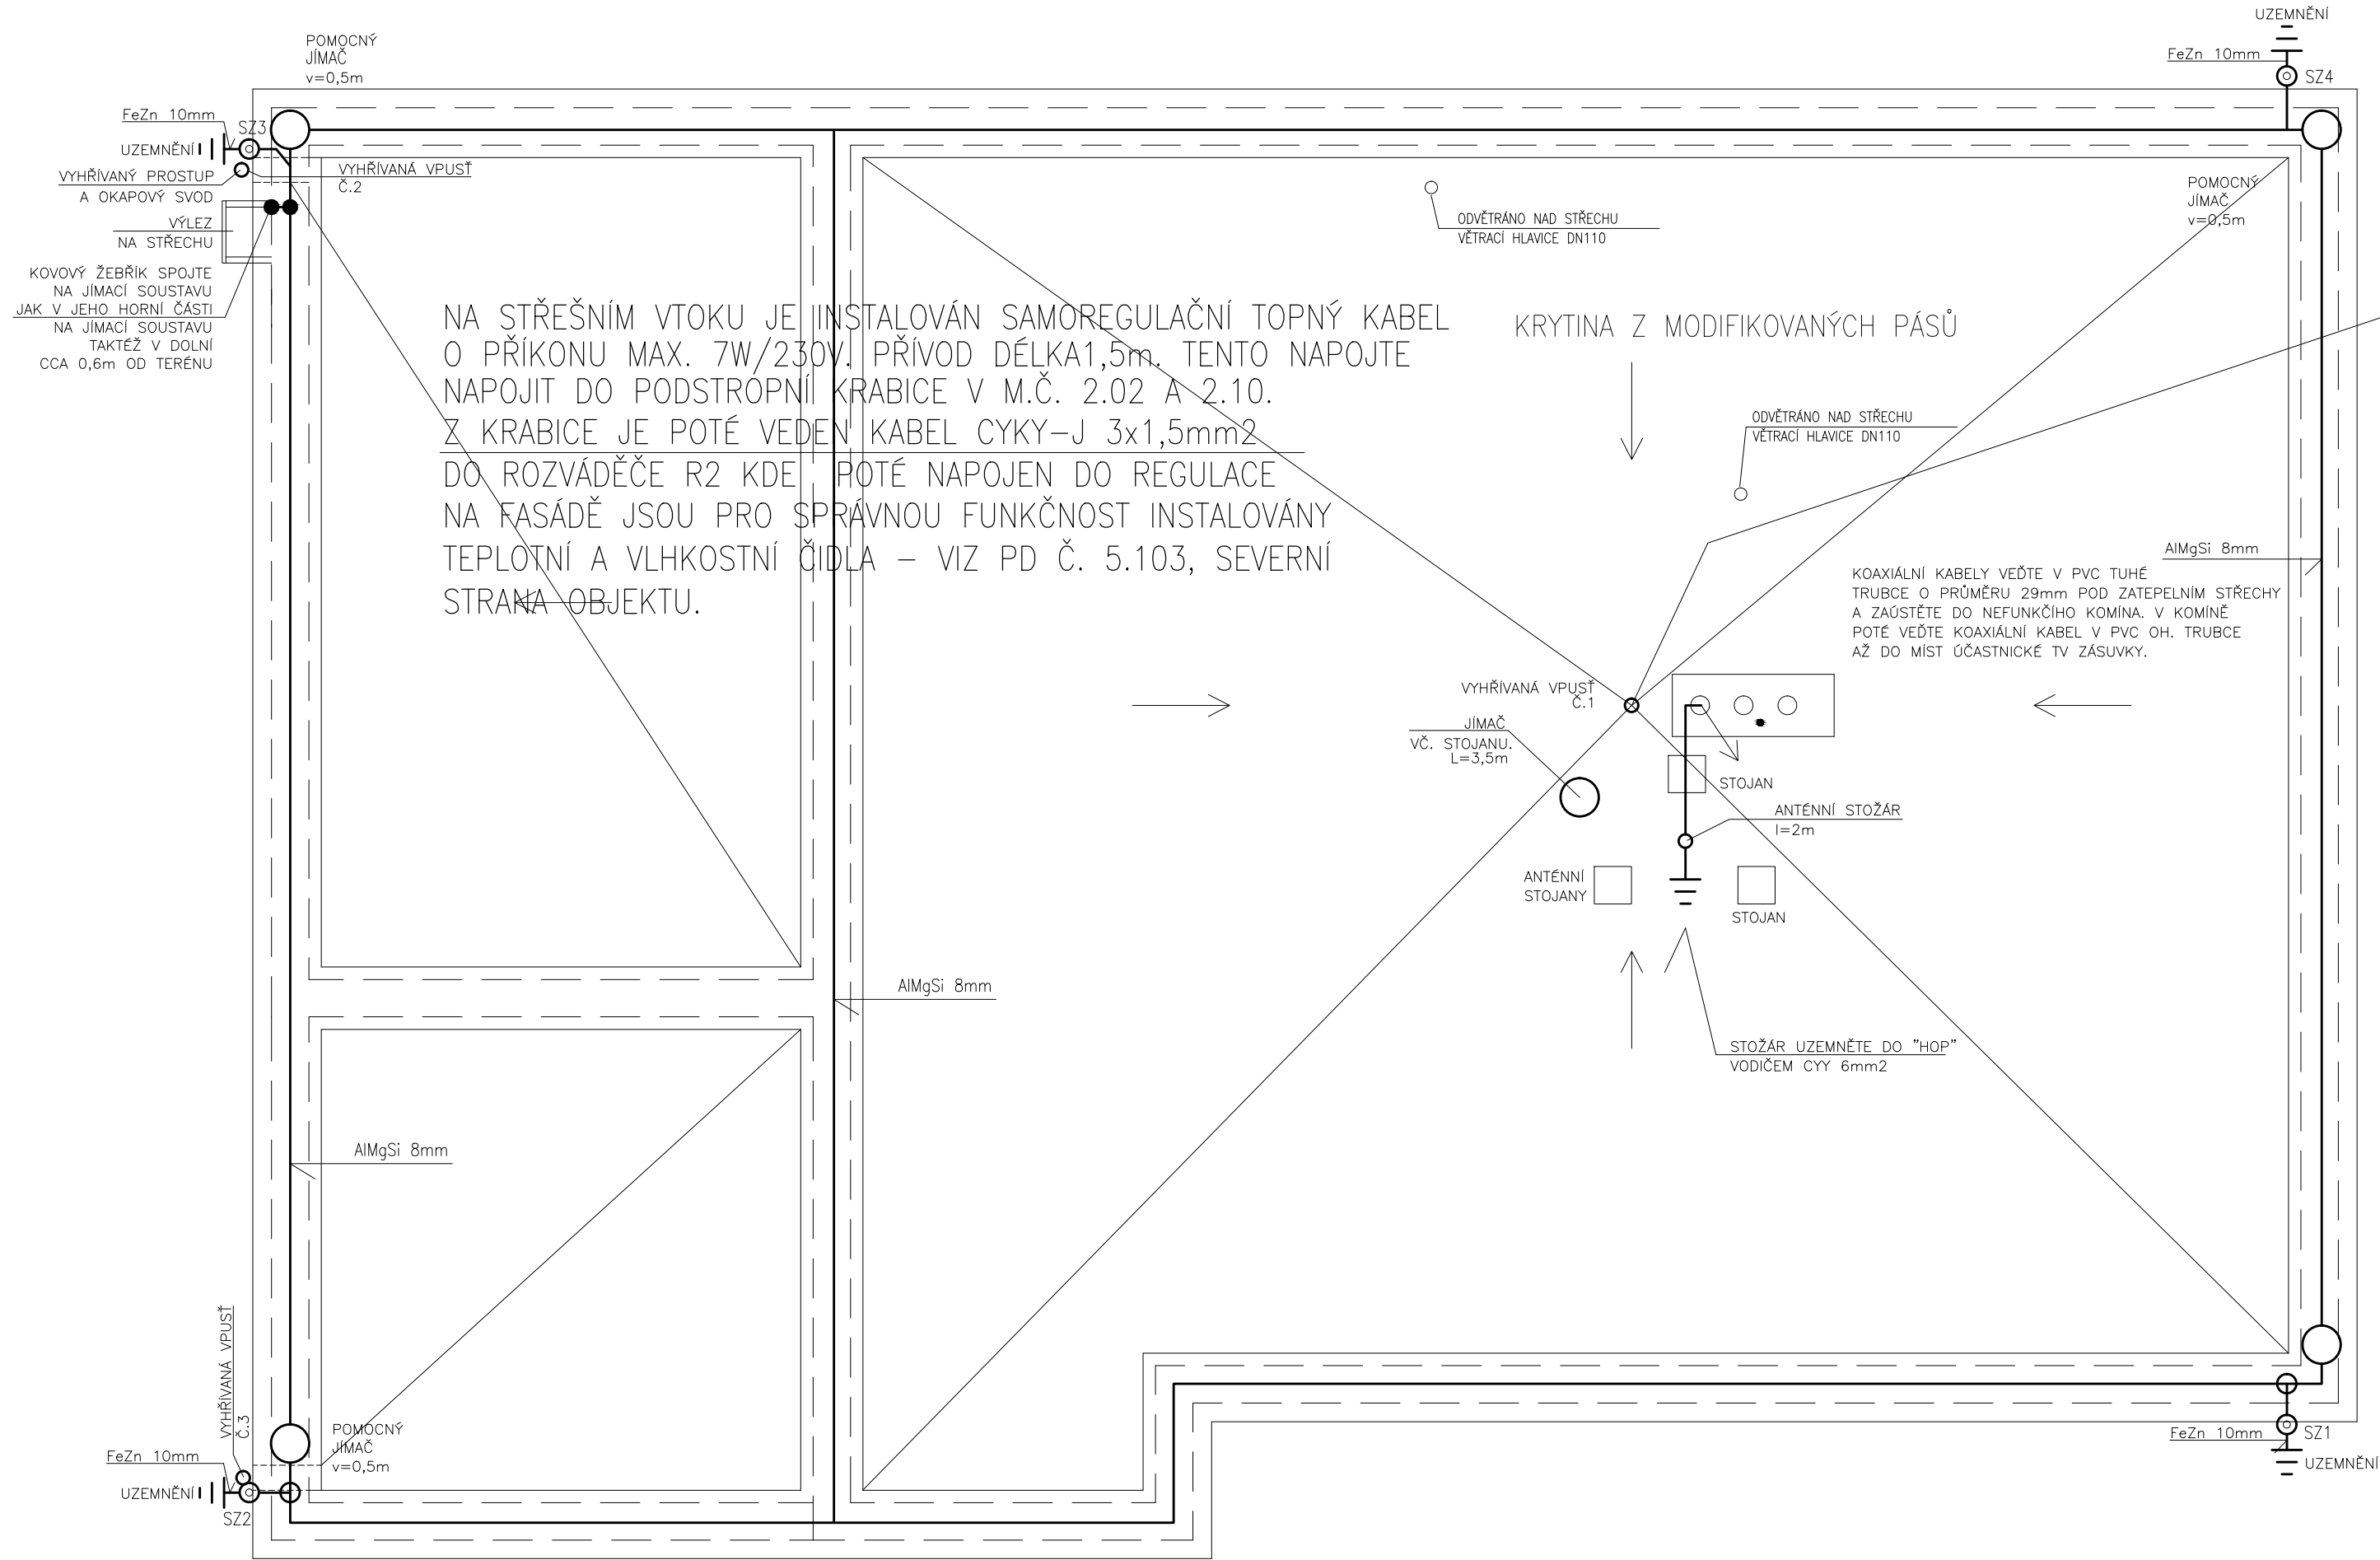 UZEMNĚNÍ
FeZn 10mm
SZ4
POMOCNÝ
JÍMAČ
v=0,5m
FeZn 10mm
SZ3
UZEMNĚNÍ
VYHŘÍVANÝ PROSTUP
A OKAPOVÝ SVOD
VYHŘÍVANÁ VPUSŤ
Č.2
VÝLEZ
NA STŘECHU
KOVOVÝ ŽEBŘÍK SPOJTE
NA JÍMACÍ SOUSTAVU
JAK V JEHO HORNÍ ČÁSTI
NA JÍMACÍ SOUSTAVU
TAKTÉŽ V DOLNÍ
CCA 0,6m OD TERÉNU
ODVĚTRÁNO NAD STŘECHU
VĚTRACÍ HLAVICE DN110
POMOCNÝ
JÍMAČ
v=0,5m
NA STŘEŠNÍM VTOKU JE INSTALOVÁN SAMOREGULAČNÍ TOPNÝ KABEL
O PŘÍKONU MAX. 7W/230V. PŘÍVOD DÉLKA1,5m. TENTO NAPOJTE
NAPOJIT DO PODSTROPNÍ KRABICE V M.Č. 2.02 A 2.10.
Z KRABICE JE POTÉ VEDEN KABEL CYKY-J 3x1,5mm2
DO ROZVÁDĚČE R2 KDE POTÉ NAPOJEN DO REGULACE
NA FASÁDĚ JSOU PRO SPRÁVNOU FUNKČNOST INSTALOVÁNY
TEPLOTNÍ A VLHKOSTNÍ ČIDLA – VIZ PD Č. 5.103, SEVERNÍ
STRANA OBJEKTU.
KRYTINA Z MODIFIKOVANÝCH PÁSŮ
ODVĚTRÁNO NAD STŘECHU
VĚTRACÍ HLAVICE DN110
AlMgSi 8mm
KOAXIÁLNÍ KABELY VEĎTE V PVC TUHÉ
TRUBCE O PRŮMĚRU 29mm POD ZATEPELNÍM STŘECHY
A ZAÚSTĚTE DO NEFUNKČÍHO KOMÍNA. V KOMÍNĚ
POTÉ VEĎTE KOAXIÁLNÍ KABEL V PVC OH. TRUBCE
AŽ DO MÍST ÚČASTNICKÉ TV ZÁSUVKY.
VYHŘÍVANÁ VPUSŤ
Č.1
JÍMAČ
VČ. STOJANU.
L=3,5m
STOJAN
ANTÉNNÍ STOŽÁR
l=2m
ANTÉNNÍ
STOJANY
STOJAN
AlMgSi 8mm
STOŽÁR UZEMNĚTE DO "HOP"
VODIČEM CYY 6mm2
AlMgSi 8mm
VYHŘÍVANÁ VPUSŤ
Č.3
POMOCNÝ
JÍMAČ
v=0,5m
FeZn 10mm
UZEMNĚNÍ
SZ2
FeZn 10mm
SZ1
UZEMNĚNÍ